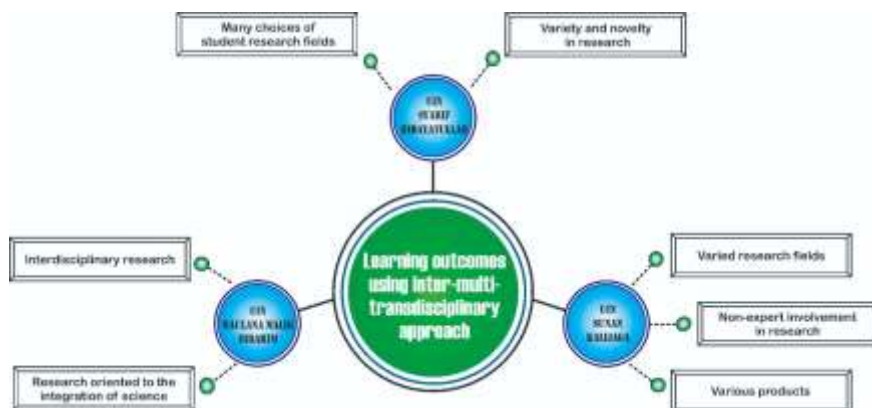 Many choices of
student research fields
Variety and novelty
in research
UIN
SYARIF
HIDAYATULLAH
Learning outcomes
using inter-multi-
transdisciplinary
approach
Interdisciplinary research
UIN
MAULANA MALIK
IBRAHIM
Research oriented to the
integration of science
UIN
SUNAN
KALIJAGA
Varied research fields
Non-expert involvement
in research
Various products